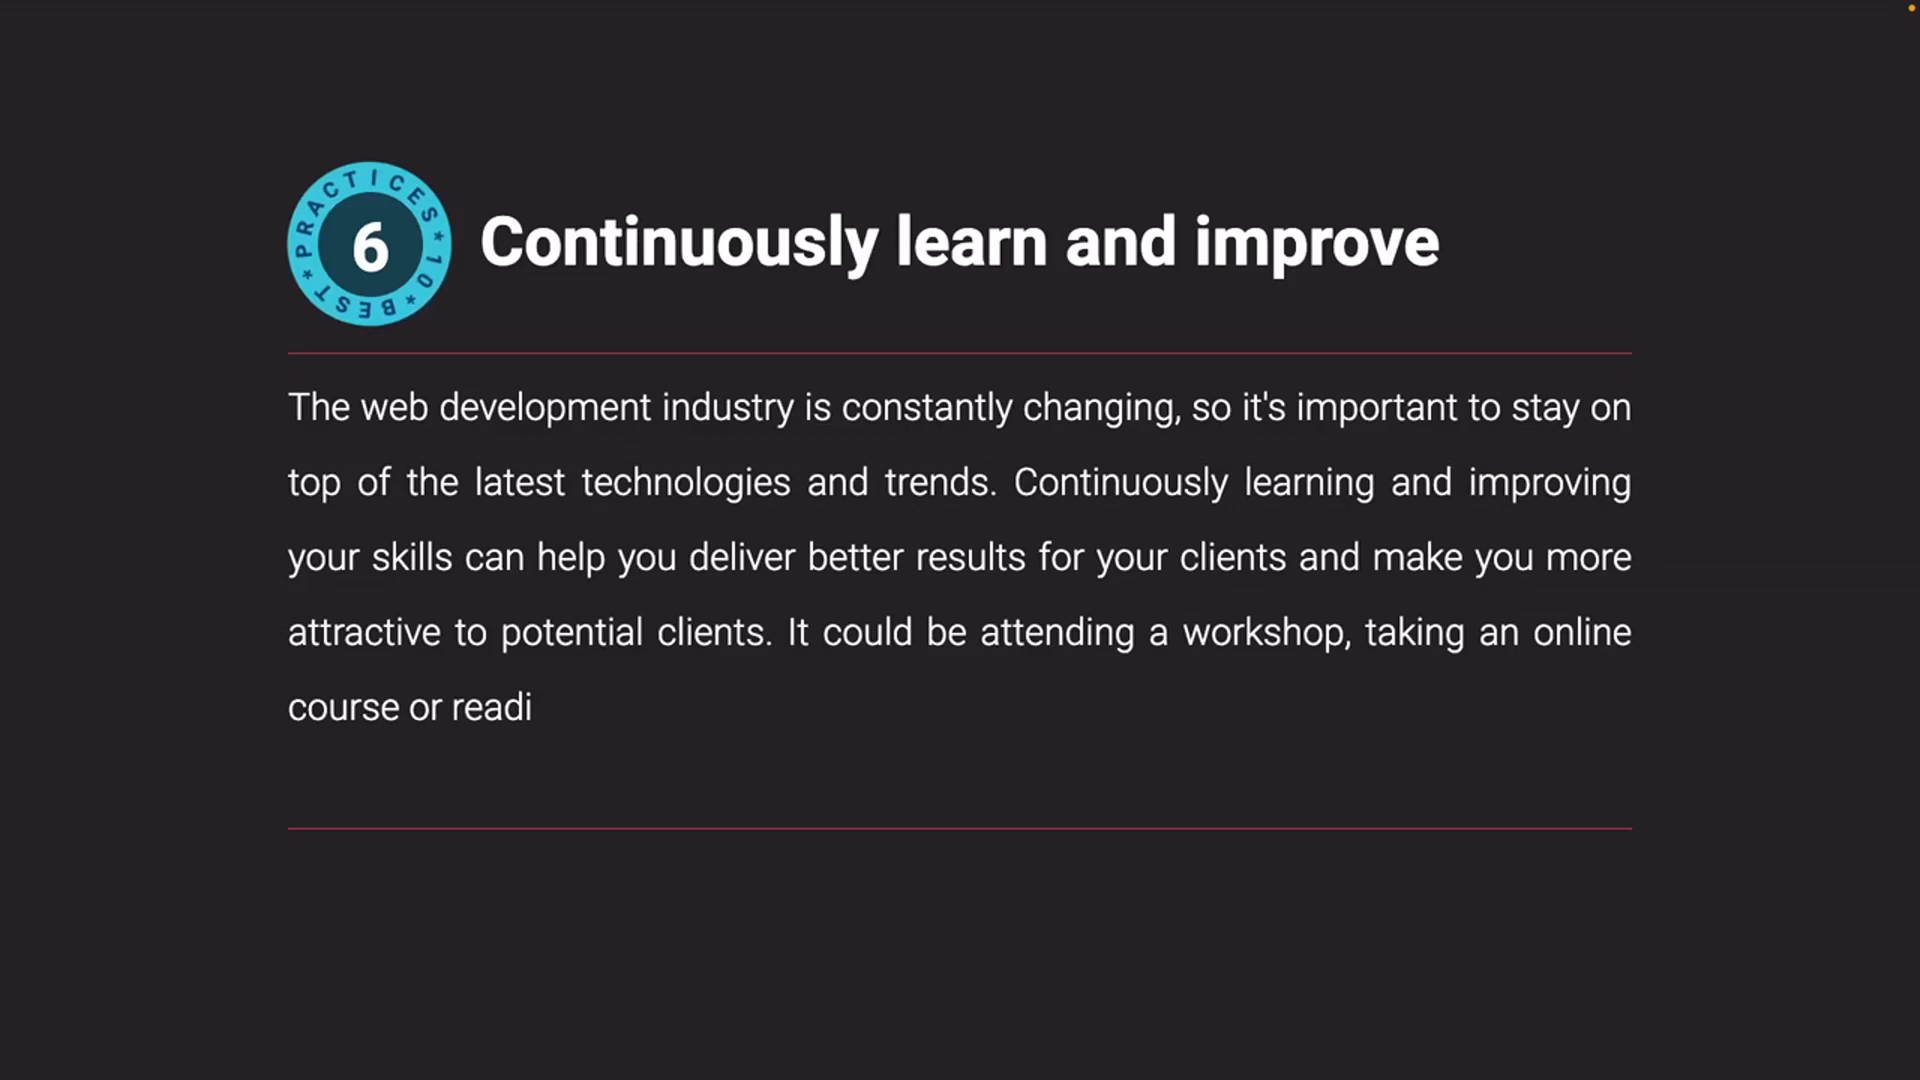 10 * BEST * PRACTICES *
6
Continuously learn and improve
The web development industry is constantly changing, so it's important to stay on
top of the latest technologies and trends. Continuously learning and improving
your skills can help you deliver better results for your clients and make you more
attractive to potential clients. It could be attending a workshop, taking an online
course or readi